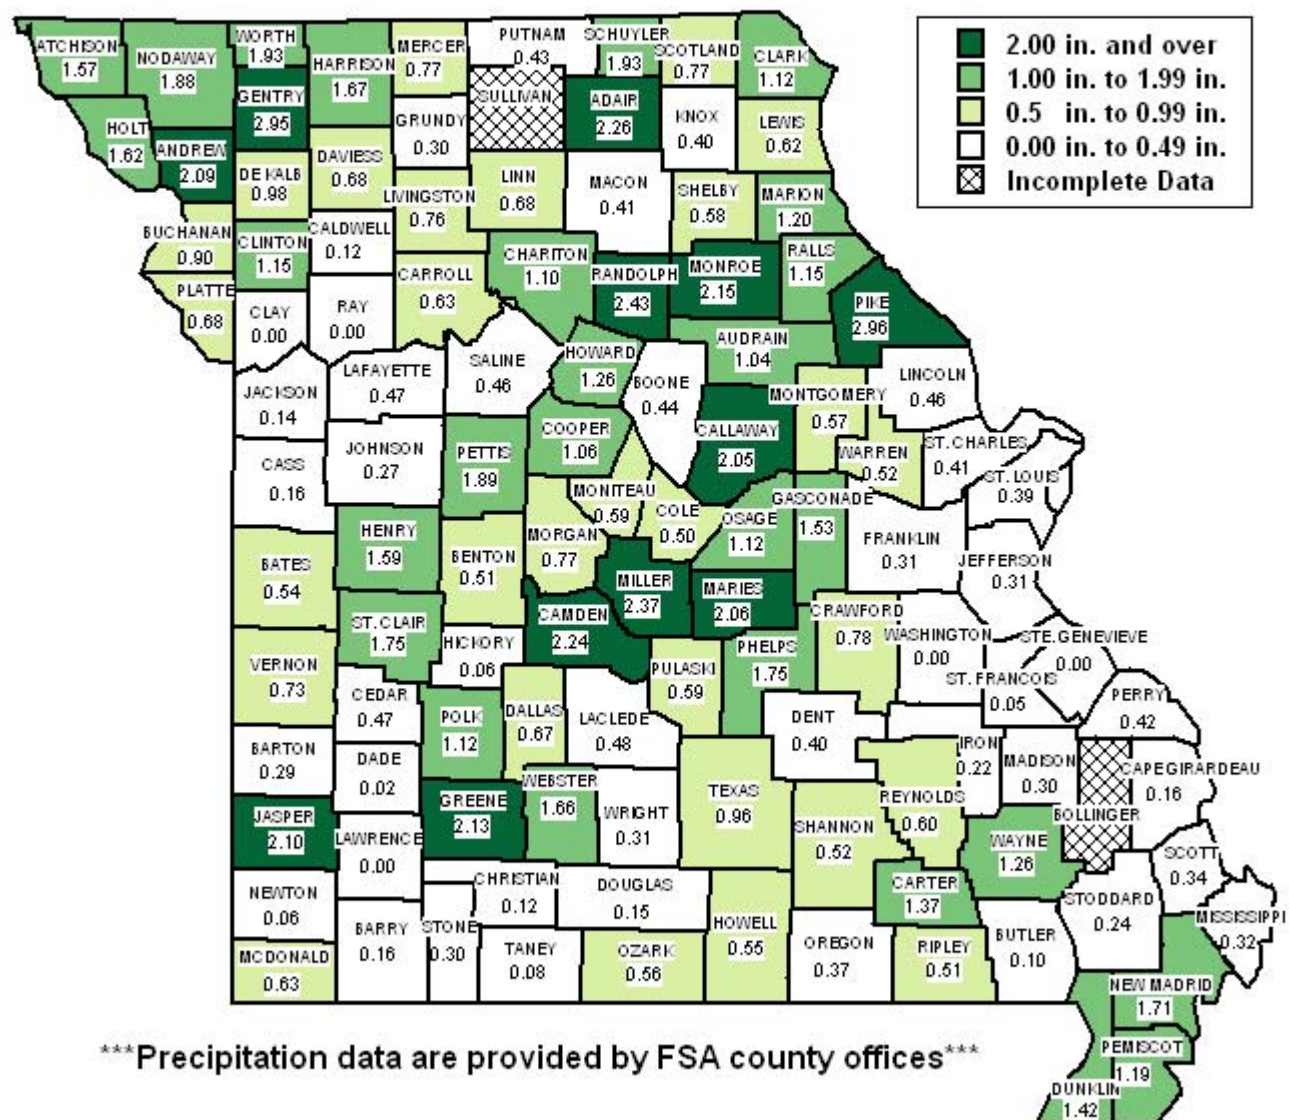 ATCHISON
1.57
NODAWAY
1.88
WORTH
1.93
HARRISON
1.67
MERCER
0.77
PUTNAM
0.43
SCHUYLER
1.93
SCOTLAND
0.77
CLARK
1.12
2.00 in. and over
1.00 in. to 1.99 in.
0.5 in. to 0.99 in.
0.00 in. to 0.49 in.
Incomplete Data
HOLT
1.62
ANDREW
2.09
GENTRY
2.95
GRUNDY
0.30
SULLIVAN
ADAIR
2.26
KNOX
0.40
LEWIS
0.62
DE KALB
0.98
DAVIESS
0.68
LIVINGSTON
0.76
LINN
0.68
MACON
0.41
SHELBY
0.58
MARION
1.20
BUCHANAN
0.90
CLINTON
1.15
CALDWELL
0.12
CARROLL
0.63
CHARITON
1.10
RANDOLPH
2.43
MONROE
2.15
RALLS
1.15
PIKE
2.96
PLATTE
0.68
CLAY
0.00
RAY
0.00
AUDRAIN
1.04
JACKSON
0.14
LAFAYETTE
0.47
SALINE
0.46
HOWARD
1.26
BOONE
0.44
CALLAWAY
2.05
MONTGOMERY
0.57
LINCOLN
0.46
CASS
0.16
JOHNSON
0.27
PETTIS
1.89
COOPER
1.06
MONITEAU
0.59
COLE
0.50
OSAGE
1.12
GASCONADE
1.53
WARREN
0.52
ST. CHARLES
0.41
ST. LOUIS
0.39
BATES
0.54
HENRY
1.59
BENTON
0.51
MORGAN
0.77
MILLER
2.37
MARIES
2.06
FRANKLIN
0.31
JEFFERSON
0.31
VERNON
0.73
ST. CLAIR
1.75
HICKORY
0.06
CAMDEN
2.24
PULASKI
0.59
PHELPS
1.75
CRAWFORD
0.78
WASHINGTON
0.00
STE. GENEVIEVE
0.00
ST. FRANCOIS
0.05
PERRY
0.42
BARTON
0.29
CEDAR
0.47
DADE
0.02
POLK
1.12
DALLAS
0.67
LACLEDE
0.48
DENT
0.40
IRON
0.22
MADISON
0.30
CAPE GIRARDEAU
0.16
BOLLINGER
JASPER
2.10
LAWRENCE
0.00
GREENE
2.13
WEBSTER
1.66
WRIGHT
0.31
TEXAS
0.96
SHANNON
0.52
REYNOLDS
0.60
WAYNE
1.26
SCOTT
0.34
NEWTON
0.06
BARRY
0.16
STONE
0.30
CHRISTIAN
0.12
DOUGLAS
0.15
HOWELL
0.55
CARTER
1.37
STODDARD
0.24
MISSISSIPPI
0.32
MCDONALD
0.63
TANEY
0.08
OZARK
0.56
OREGON
0.37
RIPLEY
0.51
BUTLER
0.10
NEW MADRID
1.71
PEMISCOT
1.19
DUNKLIN
1.42
***Precipitation data are provided by FSA county offices***